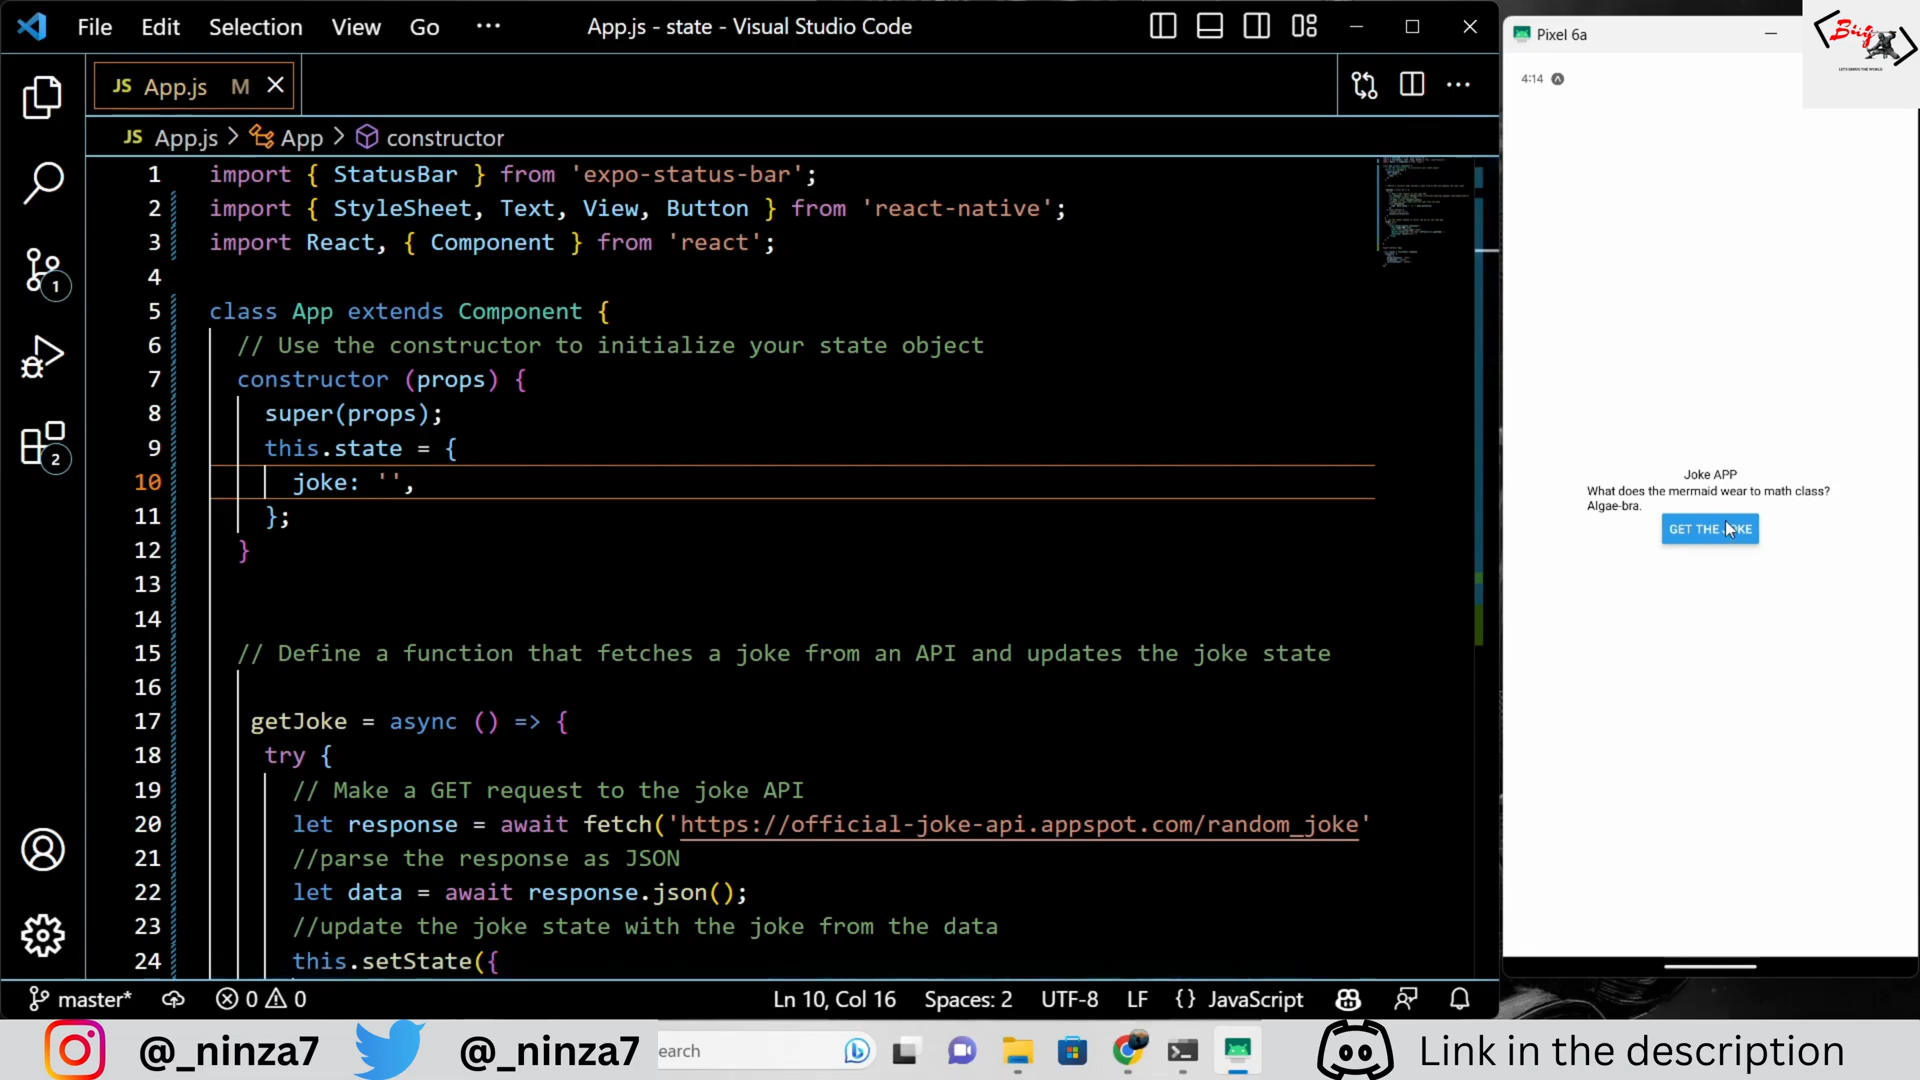 File Edit Selection View Go ··· App.js - state - Visual Studio Code
JS App.js M
JS App.js > App > constructor
1 import { StatusBar } from 'expo-status-bar';
2 import { StyleSheet, Text, View, Button } from 'react-native';
3 import React, { Component } from 'react';
4
5 class App extends Component {
6 // Use the constructor to initialize your state object
7 constructor (props) {
8 super(props);
9 this.state = {
10 joke: '',
11 };
12 }
13
14
15 // Define a function that fetches a joke from an API and updates the joke state
16
17 getJoke = async () => {
18 try {
19 // Make a GET request to the joke API
20 let response = await fetch('https://official-joke-api.appspot.com/random_joke'
21 //parse the response as JSON
22 let data = await response.json();
23 //update the joke state with the joke from the data
24 this.setState({
1
2
master* 0 0 Ln 10, Col 16 Spaces: 2 UTF-8 LF {} JavaScript
Pixel 6a
Bug
4:14
Joke APP
What does the mermaid wear to math class?
Algae-bra.
GET THE JOKE
@_ninza7 @_ninza7 earch Link in the description